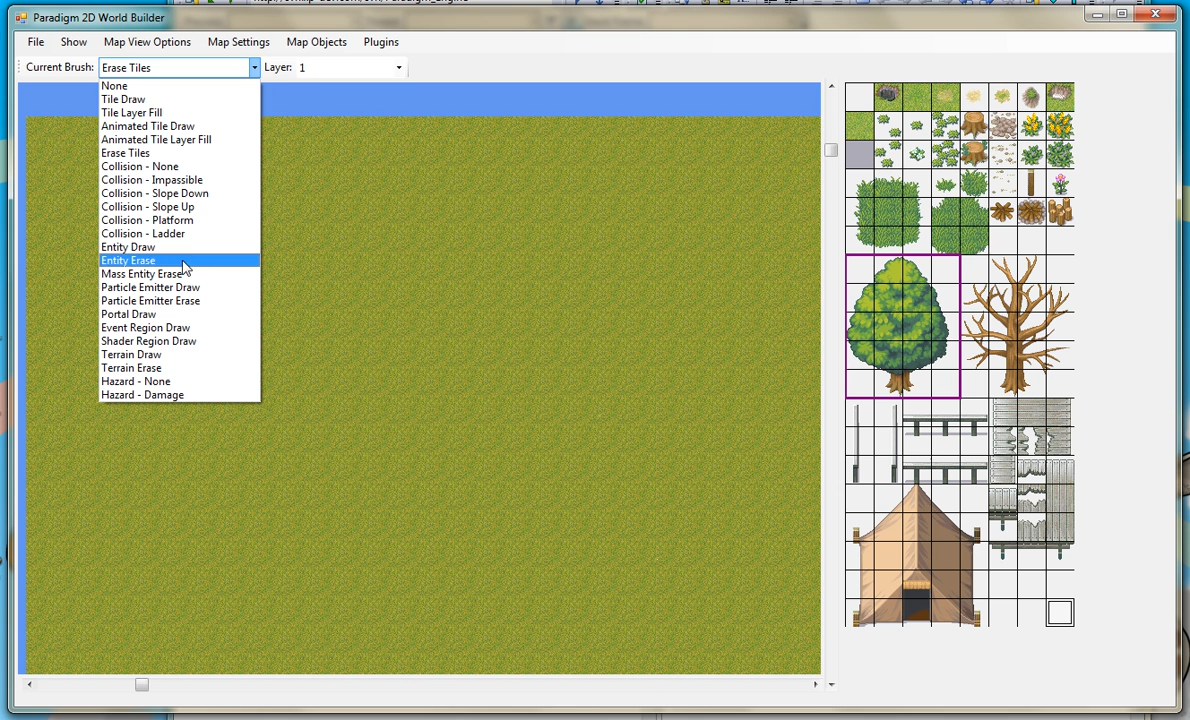 Paradigm 2D World Builder
File Show Map View Options Map Settings Map Objects Plugins
Current Brush: Erase Tiles Layer: 1
None
Tile Draw
Tile Layer Fill
Animated Tile Draw
Animated Tile Layer Fill
Erase Tiles
Collision - None
Collision - Impassible
Collision - Slope Down
Collision - Slope Up
Collision - Platform
Collision - Ladder
Entity Draw
Entity Erase
Mass Entity Erase
Particle Emitter Draw
Particle Emitter Erase
Portal Draw
Event Region Draw
Shader Region Draw
Terrain Draw
Terrain Erase
Hazard - None
Hazard - Damage